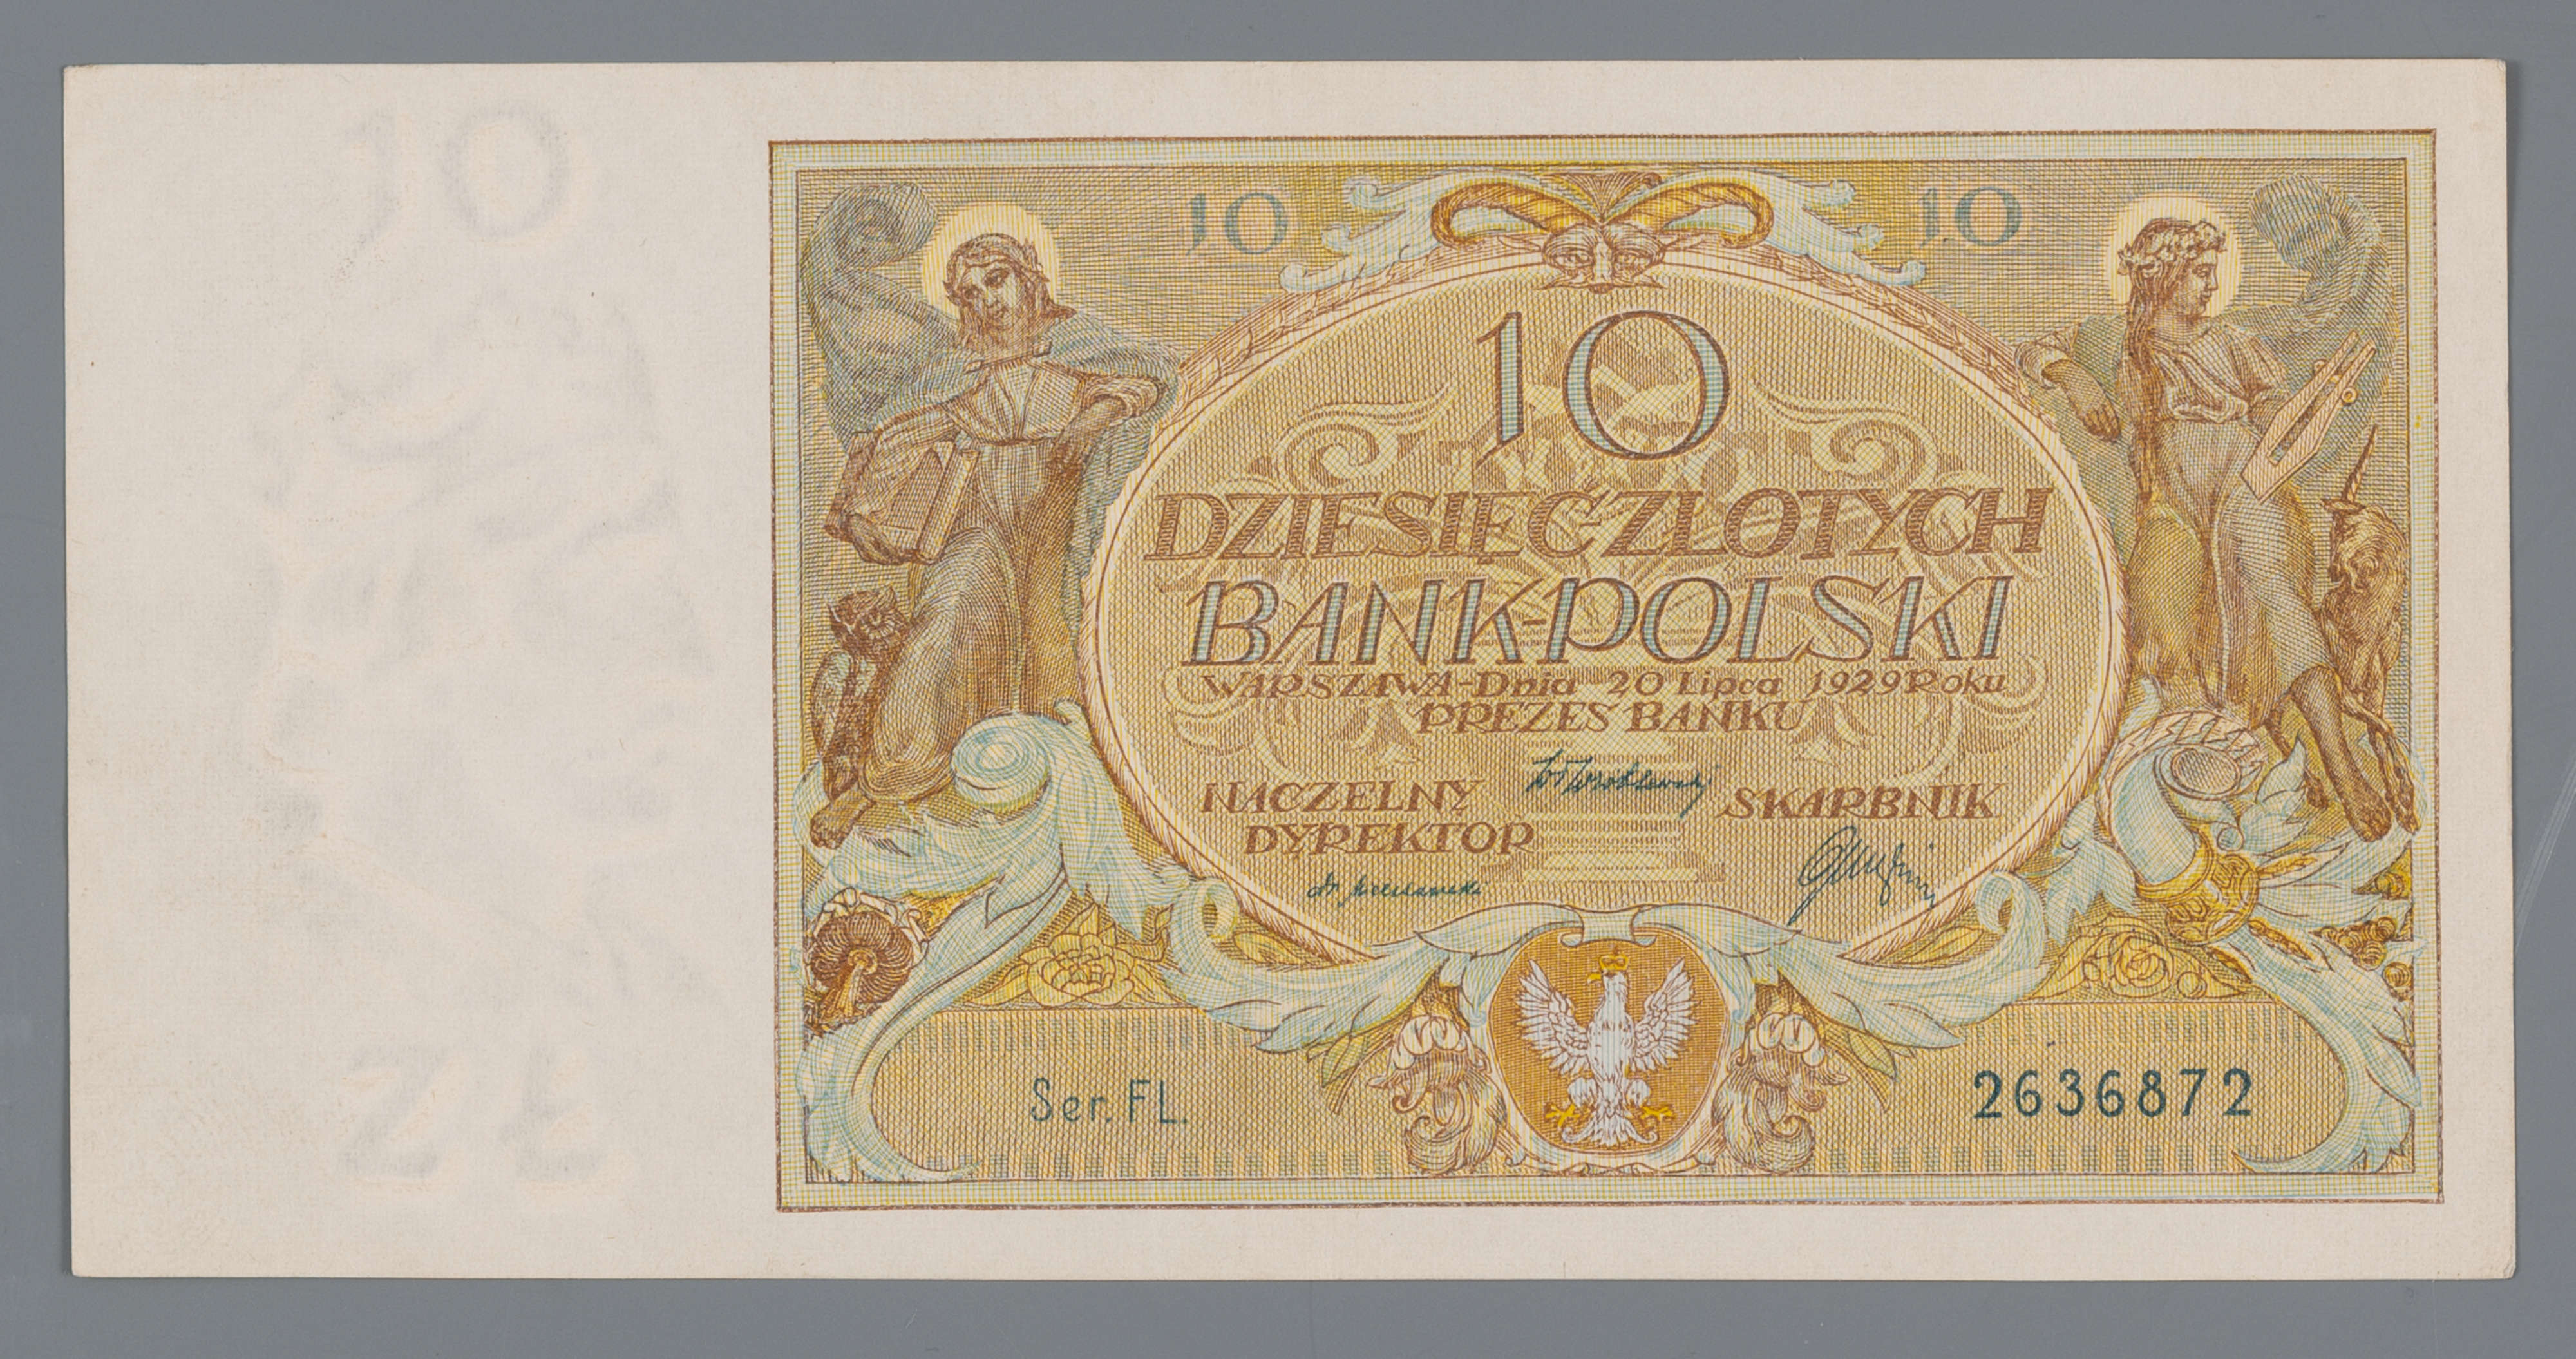 10 10
10
DZIESIĘĆ ZŁOTYCH
BANK-POLSKI
WARSZAWA-Dnia 20 Lipca 1929 Roku
PREZES BANKU
NACZELNY SKARBNIK
DYREKTOR
Ser. FL. 2636872